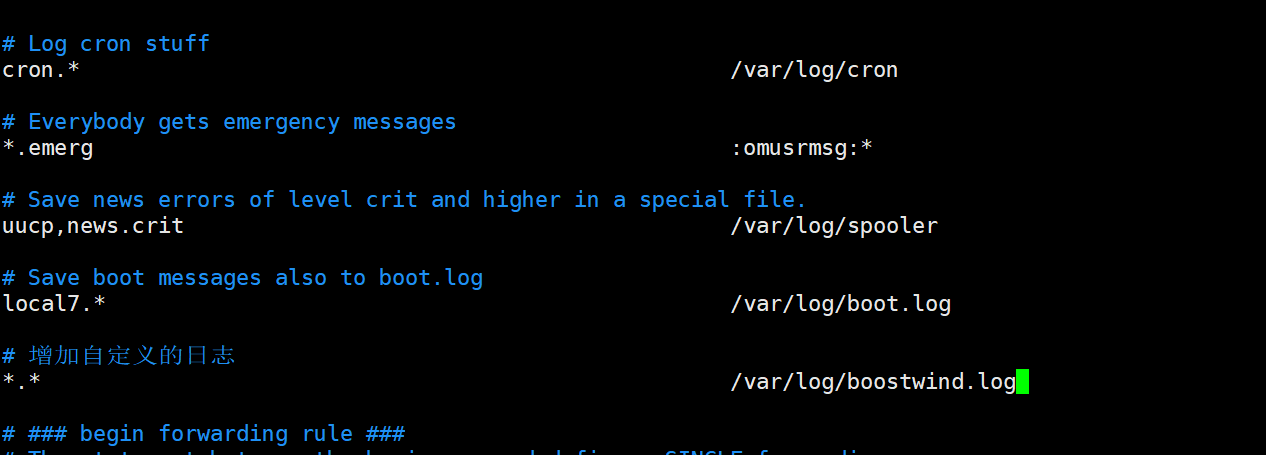 # Log cron stuff
cron.* /var/log/cron
# Everybody gets emergency messages
*.emerg :omusrmsg:*
# Save news errors of level crit and higher in a special file.
uucp,news.crit /var/log/spooler
# Save boot messages also to boot.log
local7.* /var/log/boot.log
# 增加自定义的日志
*.* /var/log/boostwind.log
# ### begin forwarding rule ###